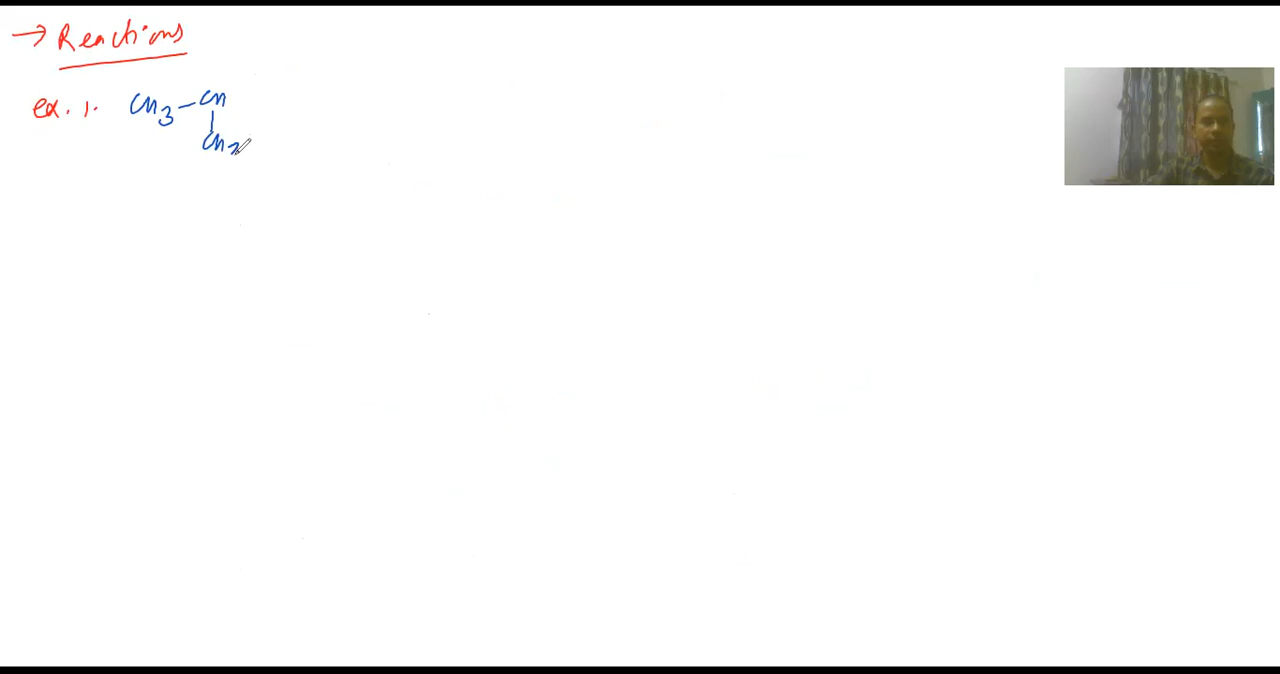 → Reactions
ex. 1. CH3 – CH
|
CH3